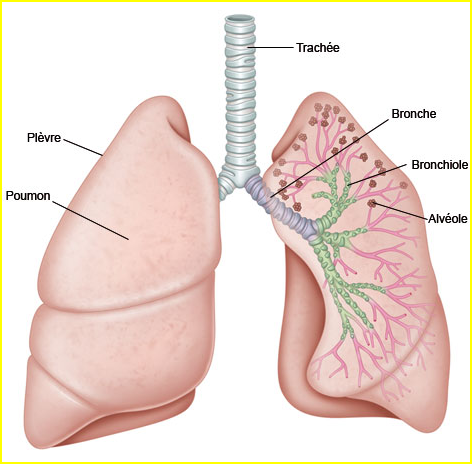 Trachée
Bronche
Plèvre
Bronchiole
Poumon
Alvéole